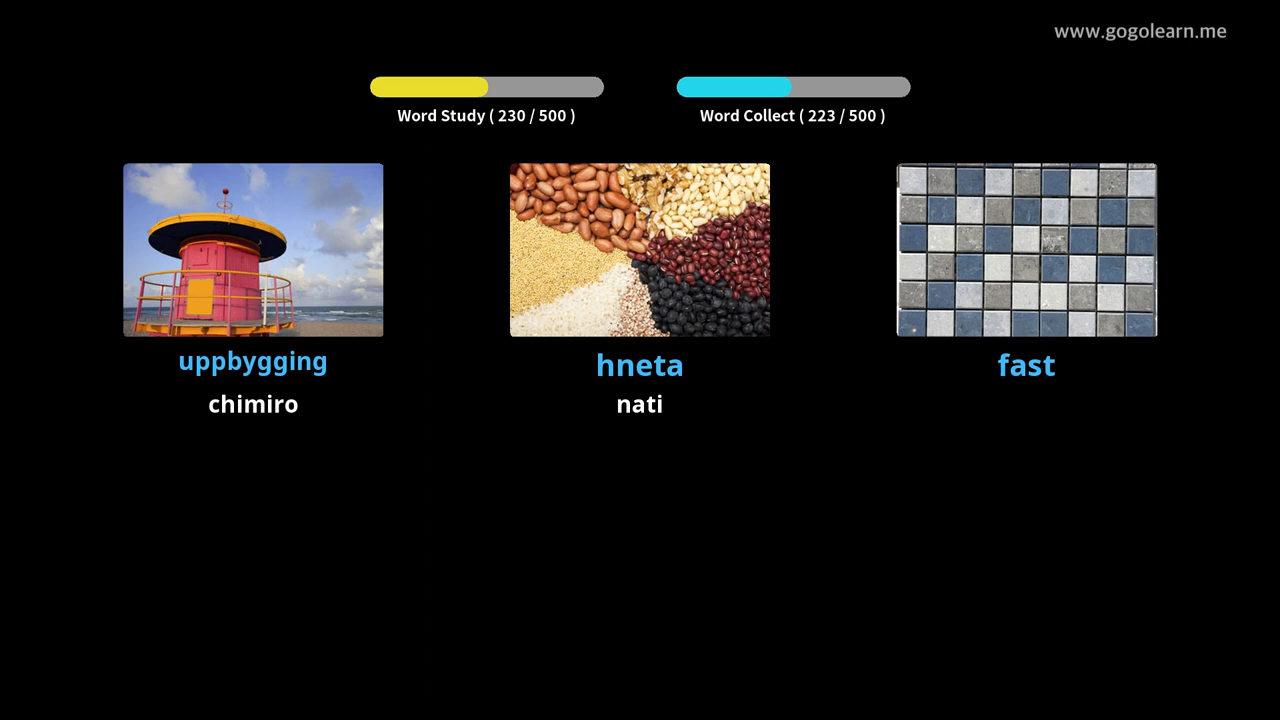 www.gogolearn.me
Word Study ( 230 / 500 )
Word Collect ( 223 / 500 )
uppbygging
hneta
fast
chimiro
nati